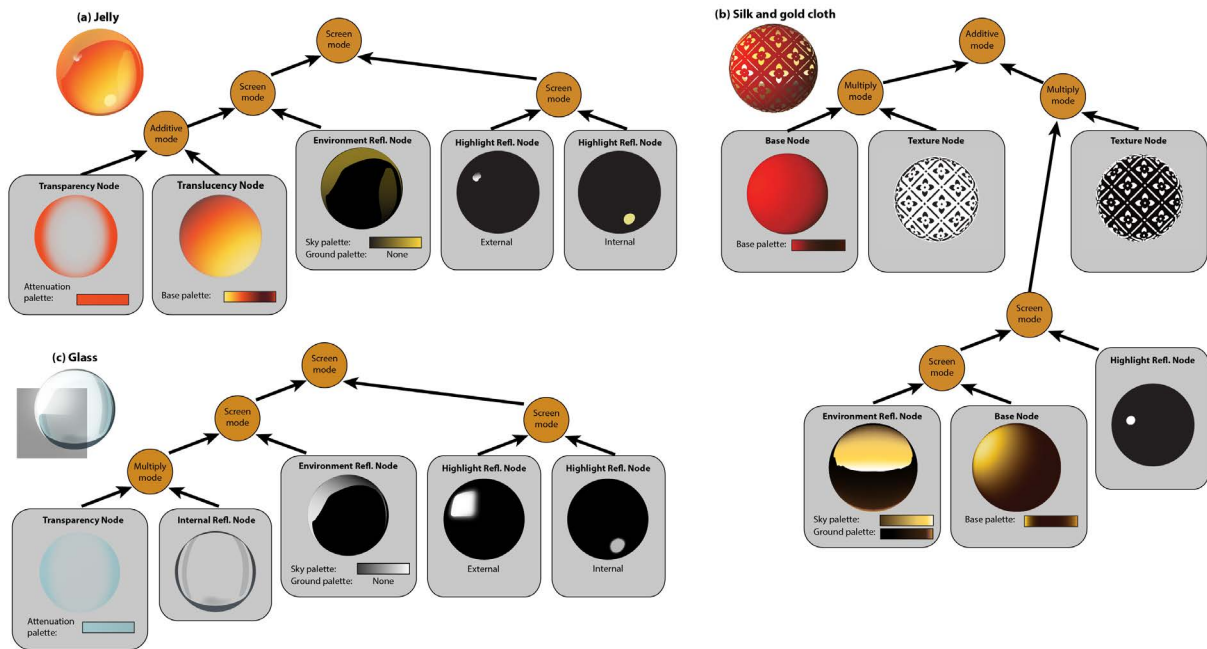 (a) Jelly
Screen
mode
Screen
mode
Screen
mode
Additive
mode
Transparency Node
Attenuation
palette:
Translucency Node
Base palette:
Environment Refl. Node
Sky palette:
Ground palette: None
Highlight Refl. Node
External
Highlight Refl. Node
Internal
(b) Silk and gold cloth
Additive
mode
Multiply
mode
Multiply
mode
Base Node
Base palette:
Texture Node
Texture Node
Screen
mode
Screen
mode
Highlight Refl. Node
Environment Refl. Node
Sky palette:
Ground palette:
Base Node
Base palette:
(c) Glass
Screen
mode
Screen
mode
Screen
mode
Multiply
mode
Transparency Node
Attenuation
palette:
Internal Refl. Node
Environment Refl. Node
Sky palette:
Ground palette: None
Highlight Refl. Node
External
Highlight Refl. Node
Internal